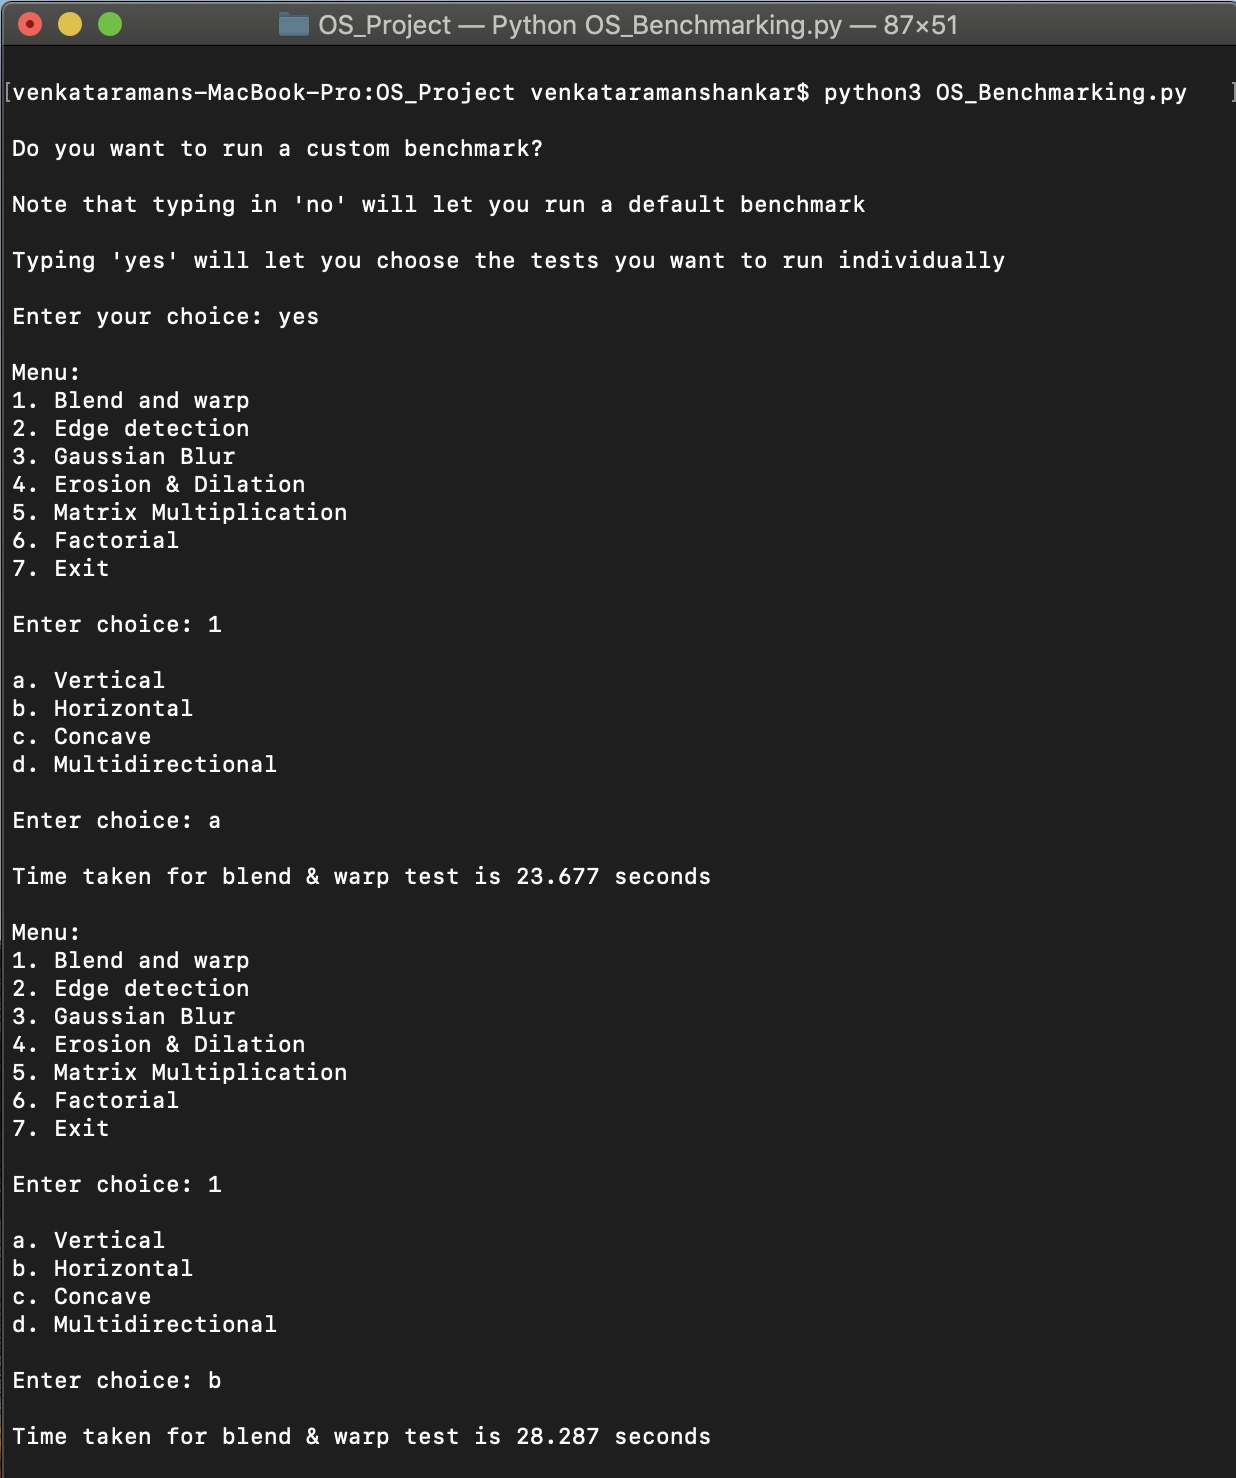 OS_Project — Python OS_Benchmarking.py — 87×51
[venkataramans-MacBook-Pro:OS_Project venkataramanshankar$ python3 OS_Benchmarking.py ]
Do you want to run a custom benchmark?
Note that typing in 'no' will let you run a default benchmark
Typing 'yes' will let you choose the tests you want to run individually
Enter your choice: yes
Menu:
1. Blend and warp
2. Edge detection
3. Gaussian Blur
4. Erosion & Dilation
5. Matrix Multiplication
6. Factorial
7. Exit
Enter choice: 1
a. Vertical
b. Horizontal
c. Concave
d. Multidirectional
Enter choice: a
Time taken for blend & warp test is 23.677 seconds
Menu:
1. Blend and warp
2. Edge detection
3. Gaussian Blur
4. Erosion & Dilation
5. Matrix Multiplication
6. Factorial
7. Exit
Enter choice: 1
a. Vertical
b. Horizontal
c. Concave
d. Multidirectional
Enter choice: b
Time taken for blend & warp test is 28.287 seconds